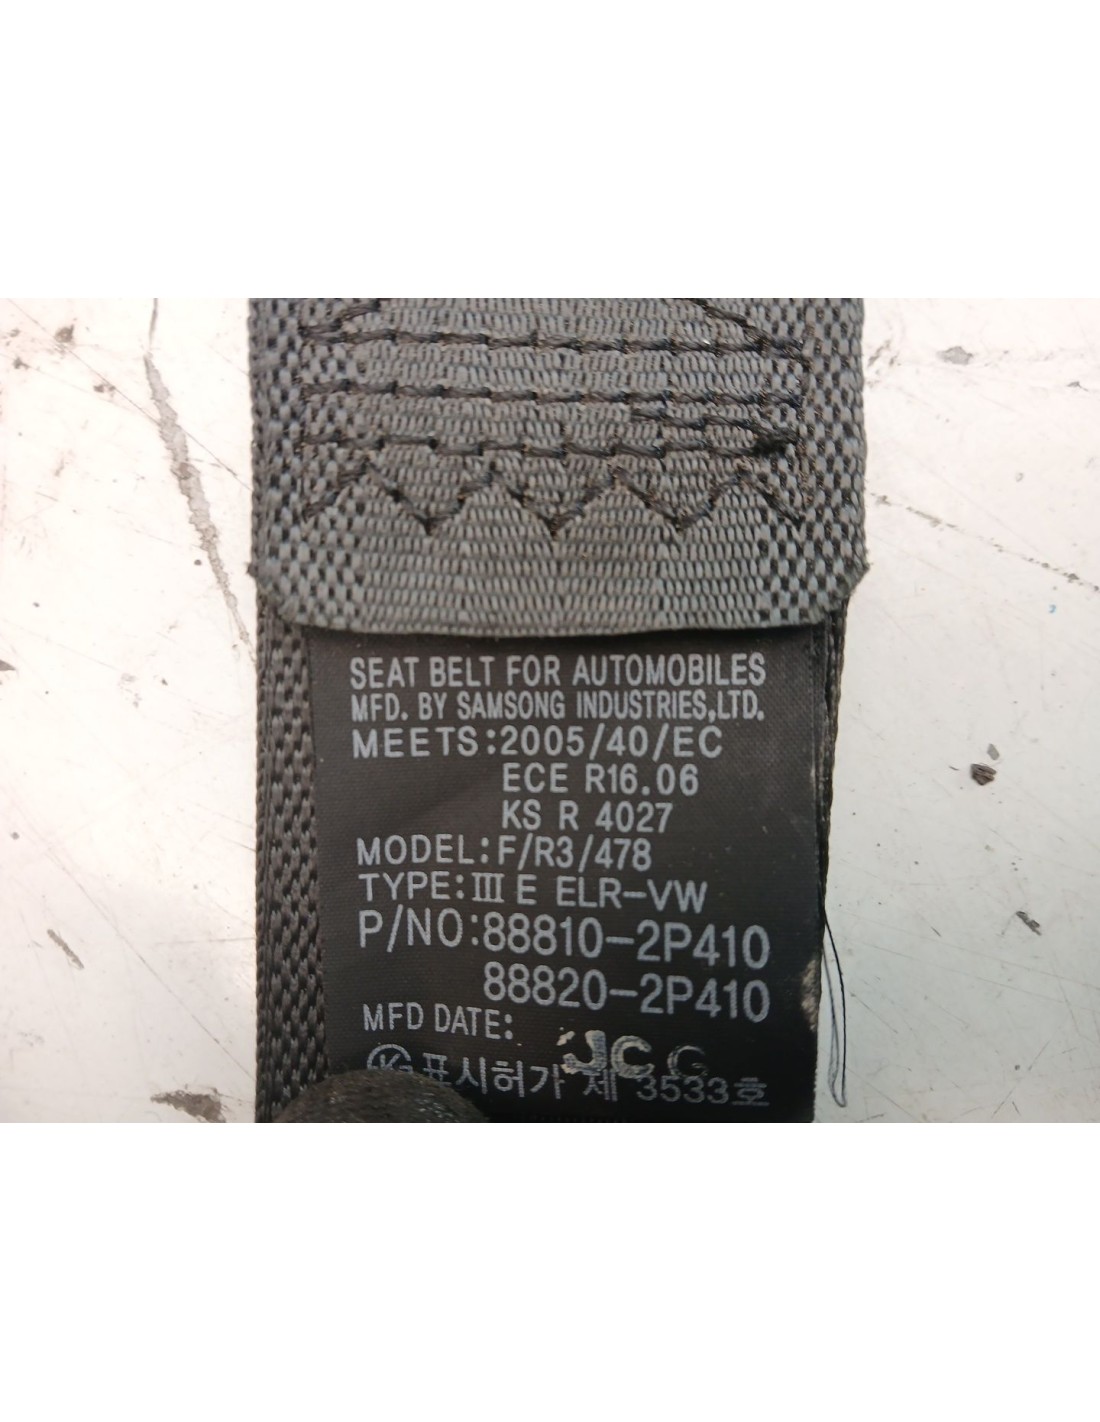 SEAT BELT FOR AUTOMOBILES
MFD. BY SAMSONG INDUSTRIES,LTD.
MEETS:2005/40/EC
ECE R16.06
KS R 4027
MODEL:F/R3/478
TYPE:Ⅲ E ELR-VW
P/NO:88810-2P410
88820-2P410
MFD DATE: JCG
표시허가 제 3533호